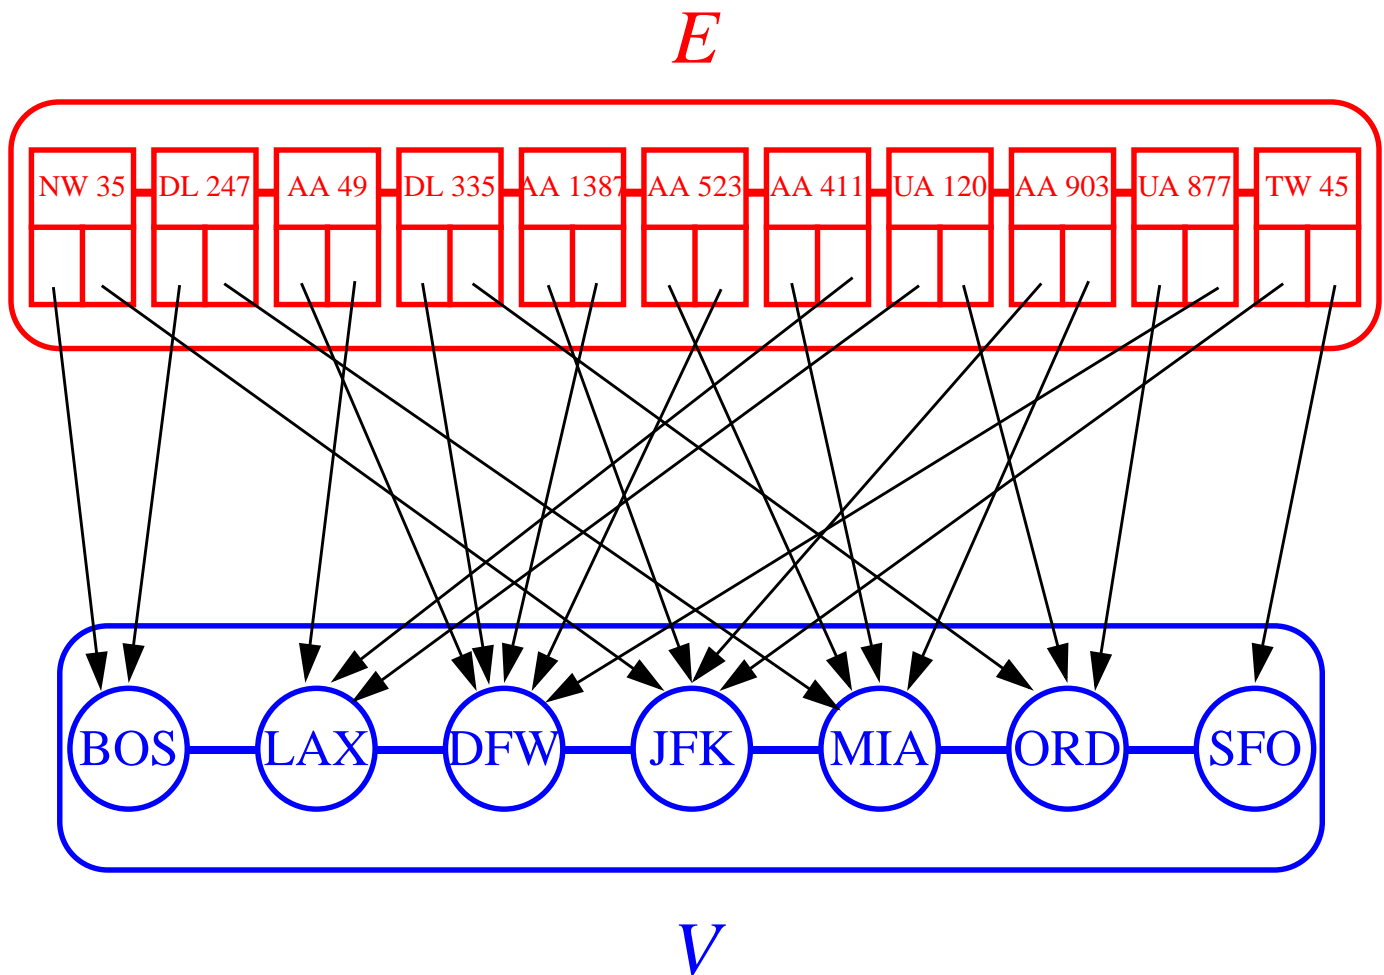 E
NW 35 DL 247 AA 49 DL 335 AA 1387 AA 523 AA 411 UA 120 AA 903 UA 877 TW 45
BOS LAX DFW JFK MIA ORD SFO
V